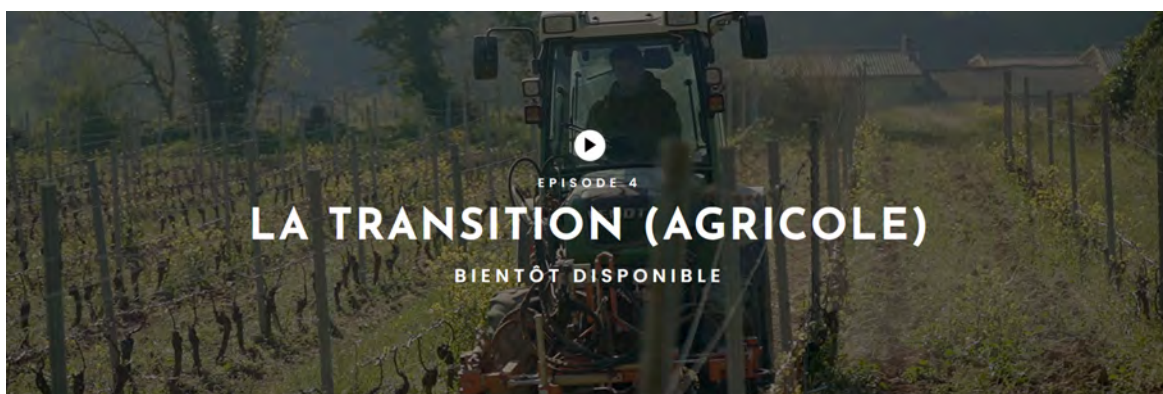 EPISODE 4
LA TRANSITION (AGRICOLE)
BIENTÔT DISPONIBLE